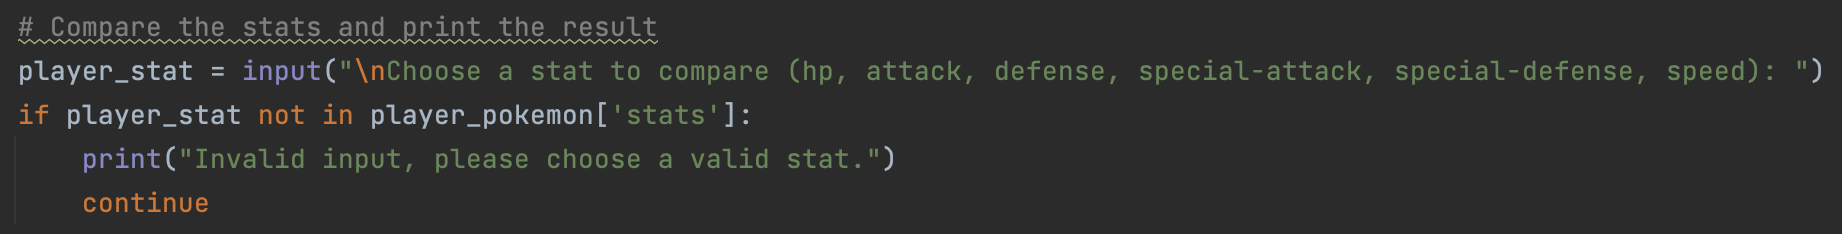 # Compare the stats and print the result
player_stat = input("\nChoose a stat to compare (hp, attack, defense, special-attack, special-defense, speed): ")
if player_stat not in player_pokemon['stats']:
    print("Invalid input, please choose a valid stat.")
    continue